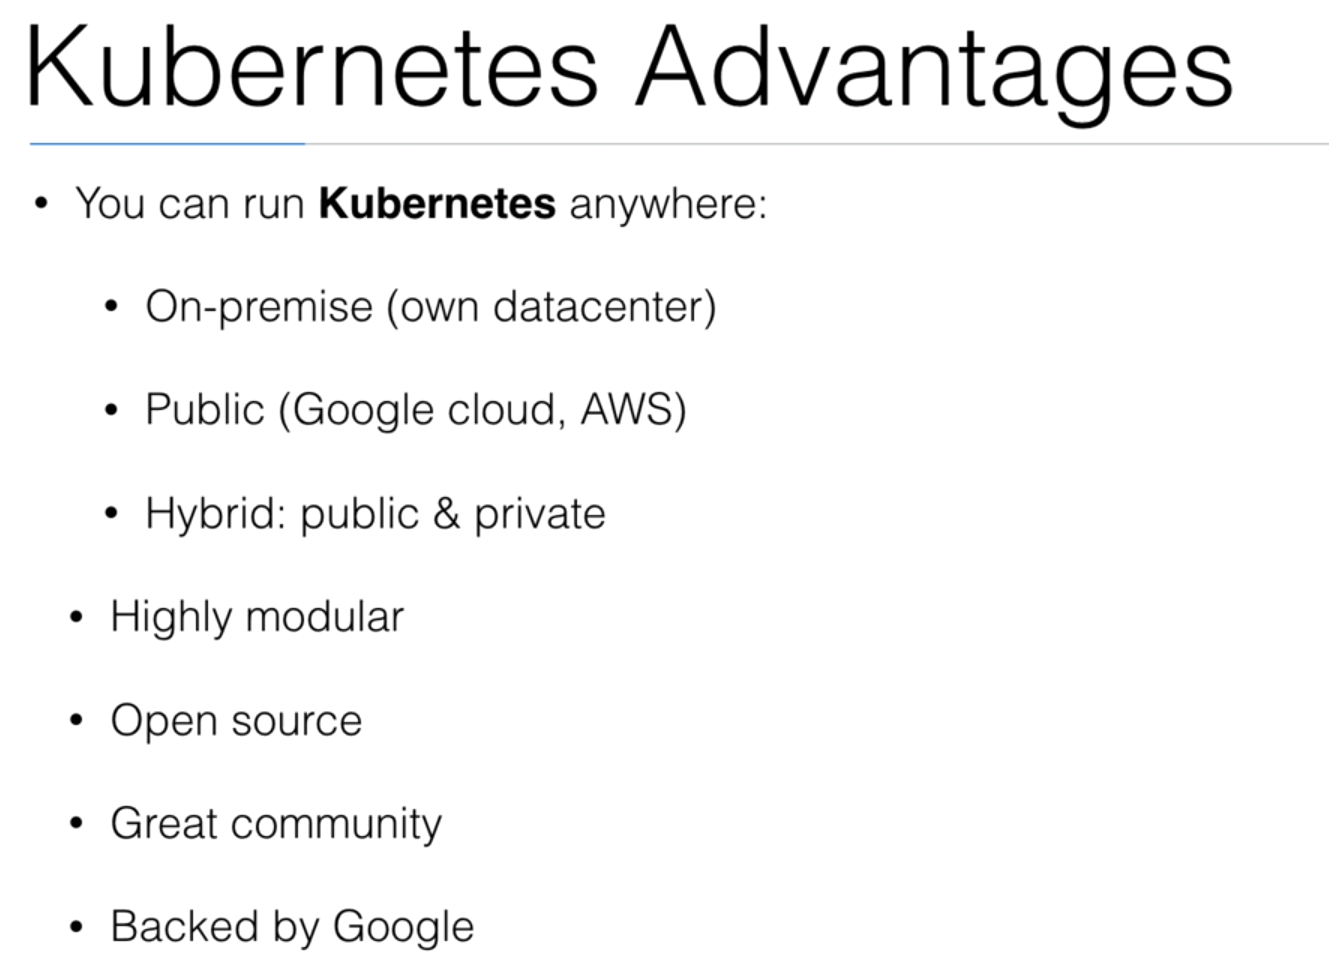 Kubernetes Advantages
• You can run Kubernetes anywhere:
• On-premise (own datacenter)
• Public (Google cloud, AWS)
• Hybrid: public & private
• Highly modular
• Open source
• Great community
• Backed by Google